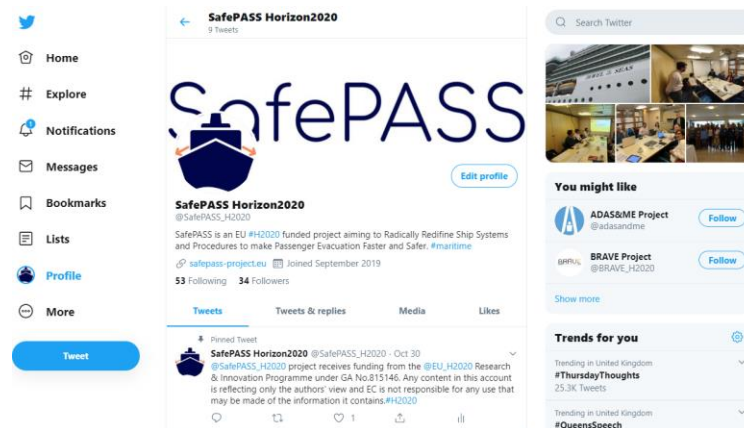 Home
Explore
1
Notifications
Messages
Bookmarks
Lists
Profile
More
Tweet
SafePASS Horizon2020
9 Tweets
SafePASS
Edit profile
SafePASS Horizon2020
@SafePASS_H2020
SafePASS is an EU #H2020 funded project aiming to Radically Redifine Ship Systems
and Procedures to make Passenger Evacuation Faster and Safer. #maritime
safepass-project.eu Joined September 2019
53 Following 34 Followers
Tweets Tweets & replies Media Likes
Pinned Tweet
SafePASS Horizon2020 @SafePASS_H2020 - Oct 30
@SafePASS_H2020 project receives funding from the @EU_H2020 Research
& Innovation Programme under GA No.815146. Any content in this account
is reflecting only the authors' view and EC is not responsible for any use that
may be made of the information it contains.#H2020
1
Search Twitter
You might like
ADAS&ME Project
@adasandme
Follow
BRAVE
BRAVE Project
@BRAVE_H2020
Follow
Show more
Trends for you
Trending in United Kingdom
#ThursdayThoughts
25.3K Tweets
Trending in United Kingdom
#QueensSpeech